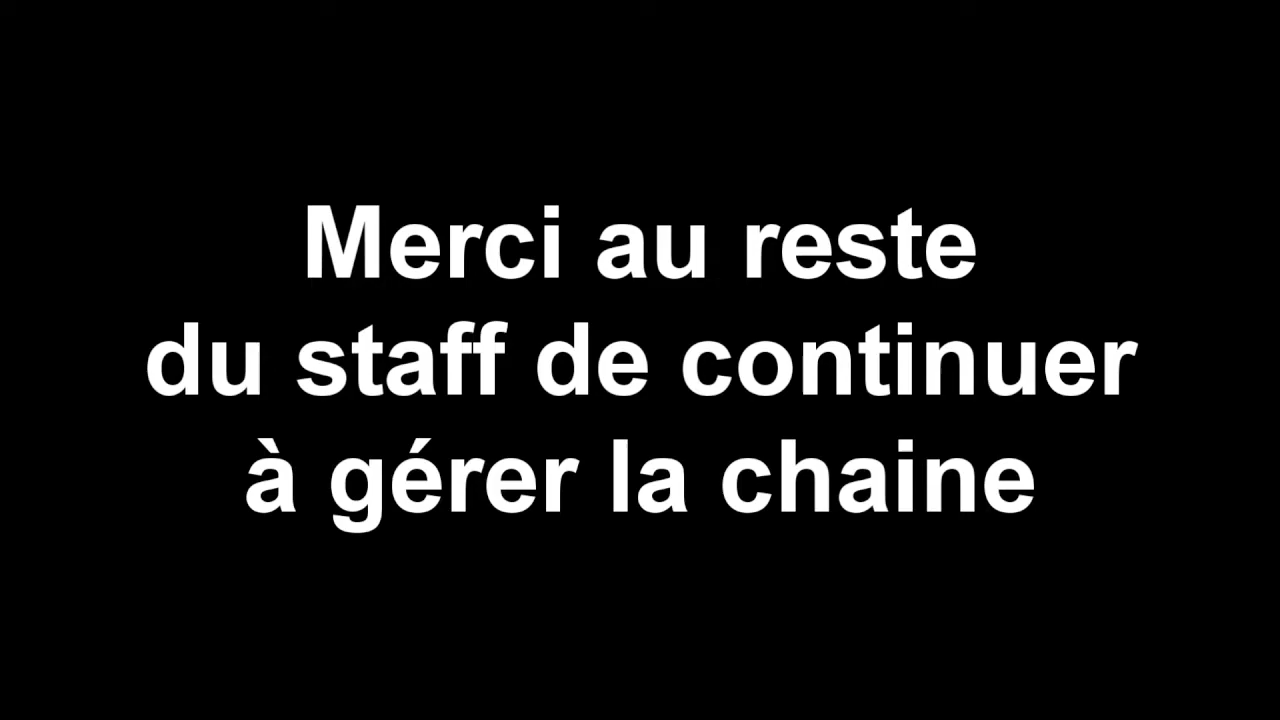 Merci au reste
du staff de continuer
à gérer la chaine